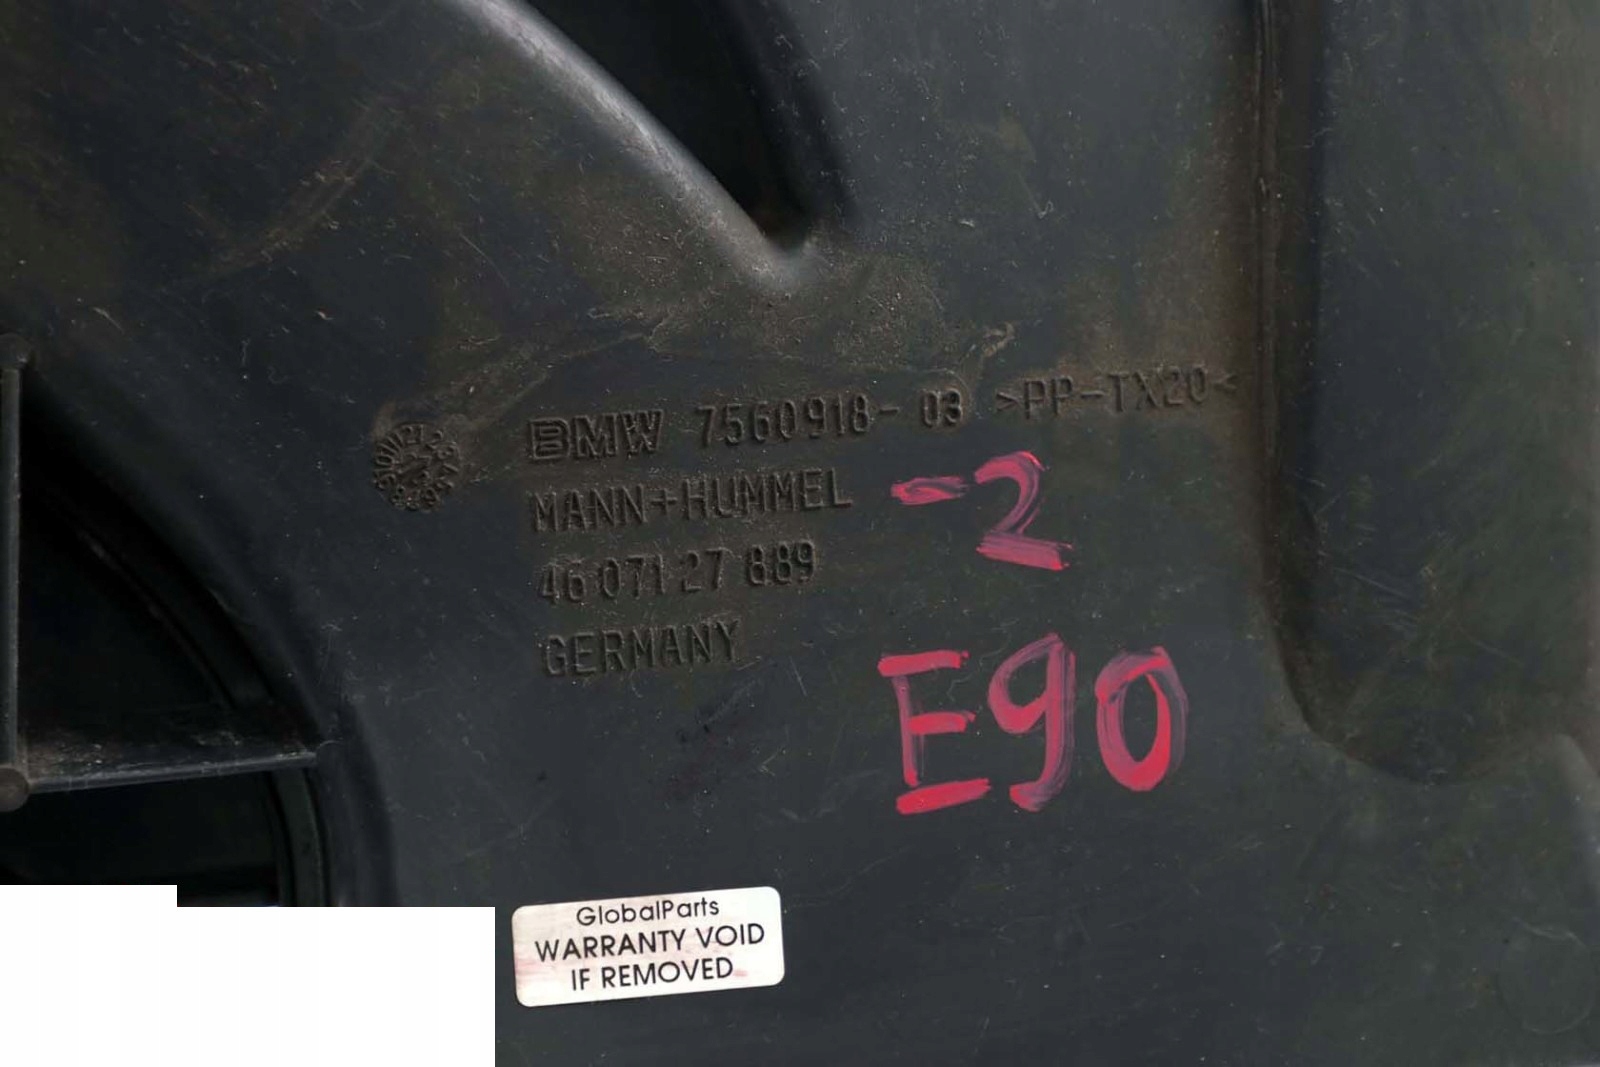 BMW 7560918-03 >PP-TX20<
MANN+HUMMEL
46 071 27 889
GERMANY
-2
E90
GlobalParts
WARRANTY VOID
IF REMOVED